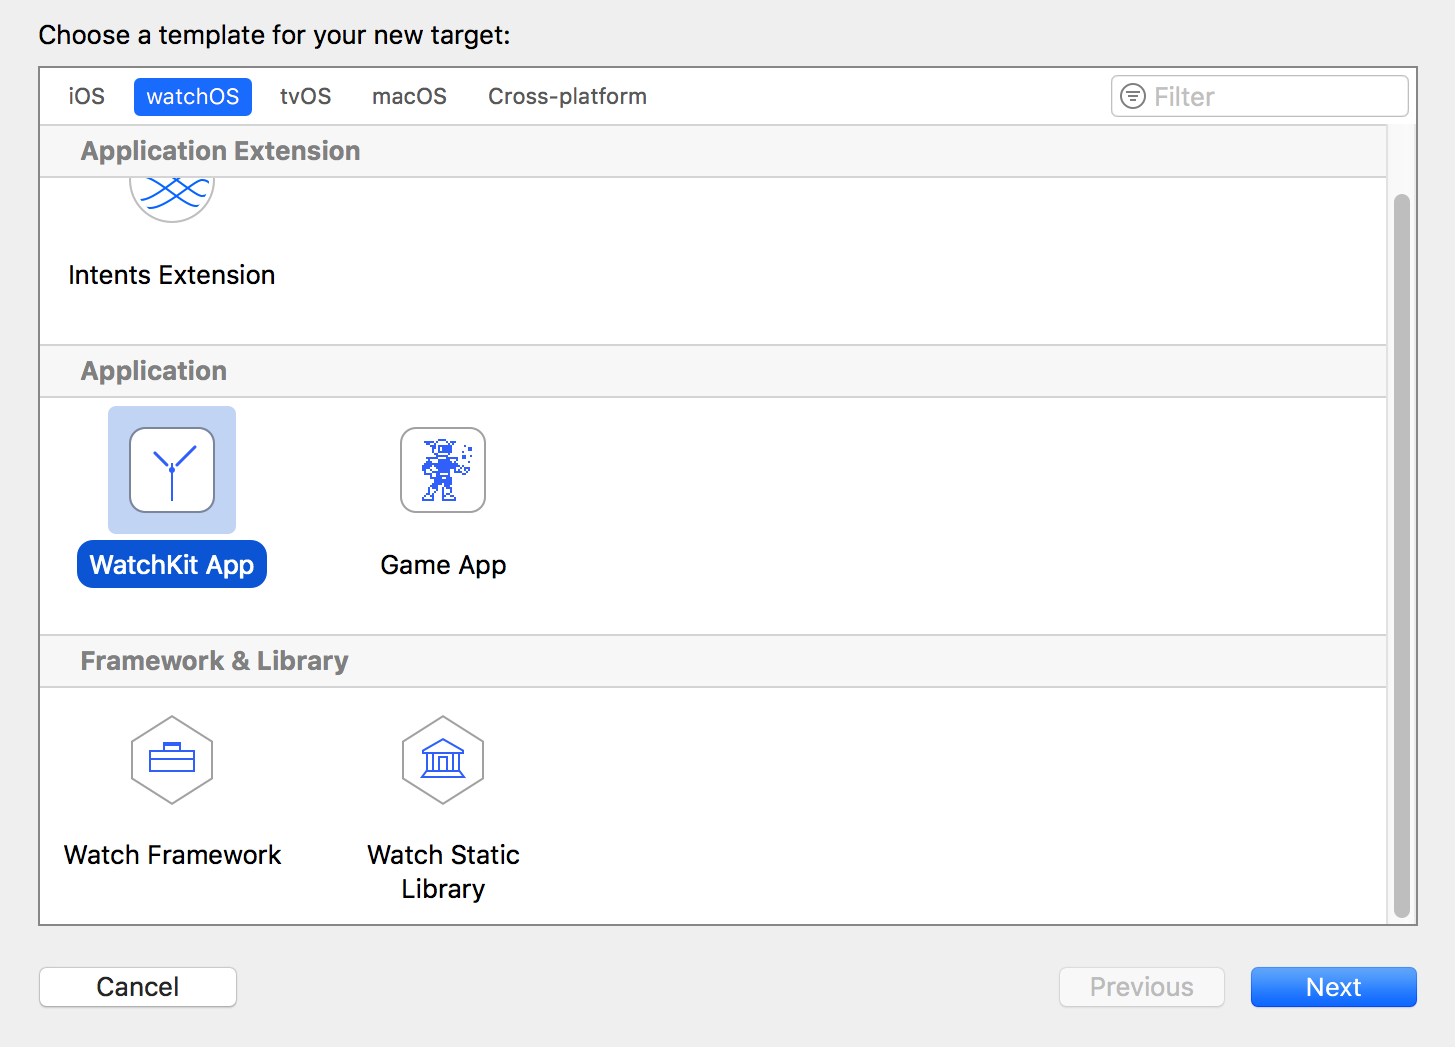 Choose a template for your new target:
iOS watchOS tvOS macOS Cross-platform Filter
Application Extension
Intents Extension
Application
WatchKit App Game App
Framework & Library
Watch Framework Watch Static
Library
Cancel Previous Next